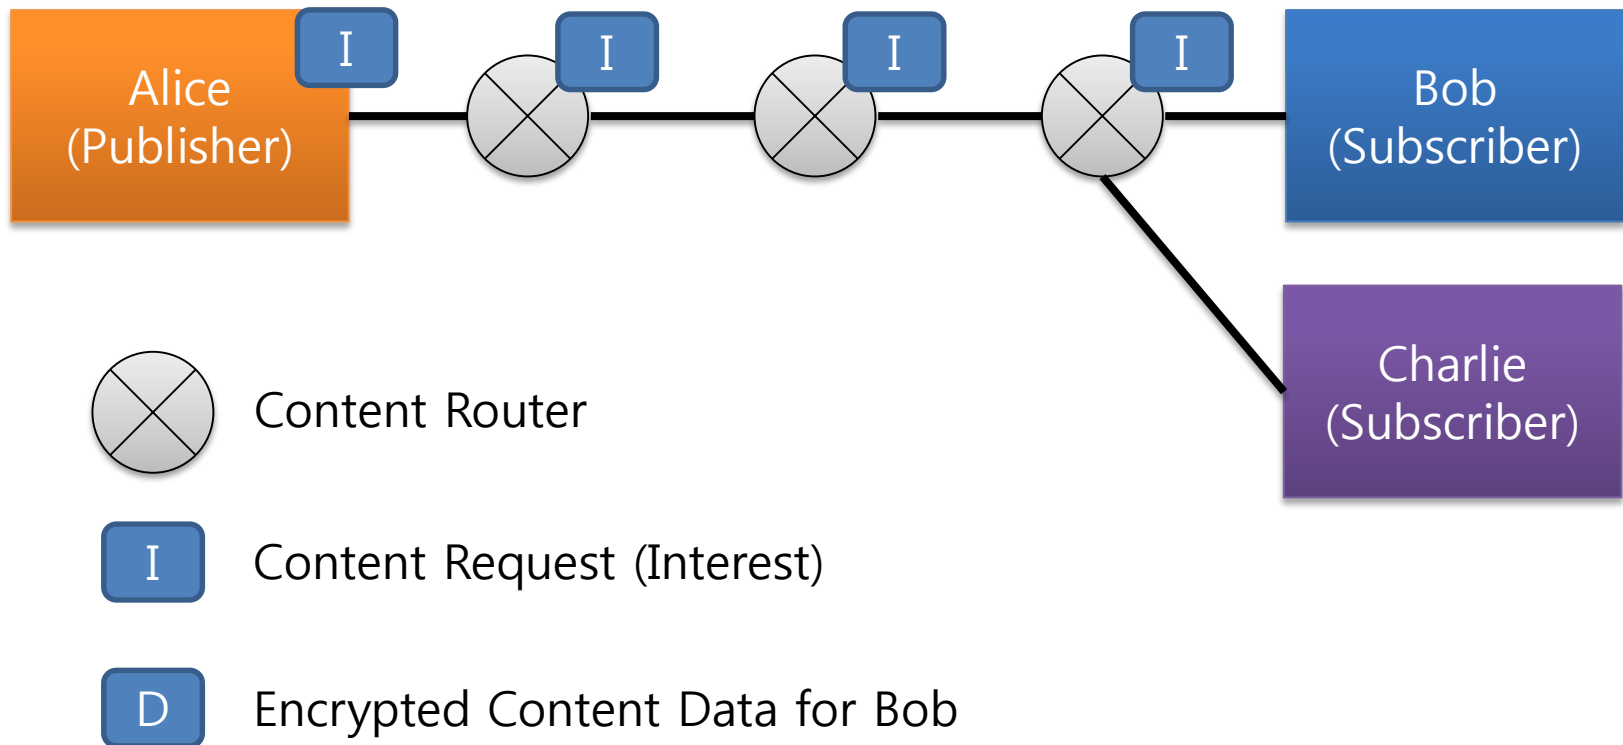 Alice
(Publisher)
I
I
I
I
Bob
(Subscriber)
Charlie
(Subscriber)
Content Router
I
Content Request (Interest)
D
Encrypted Content Data for Bob